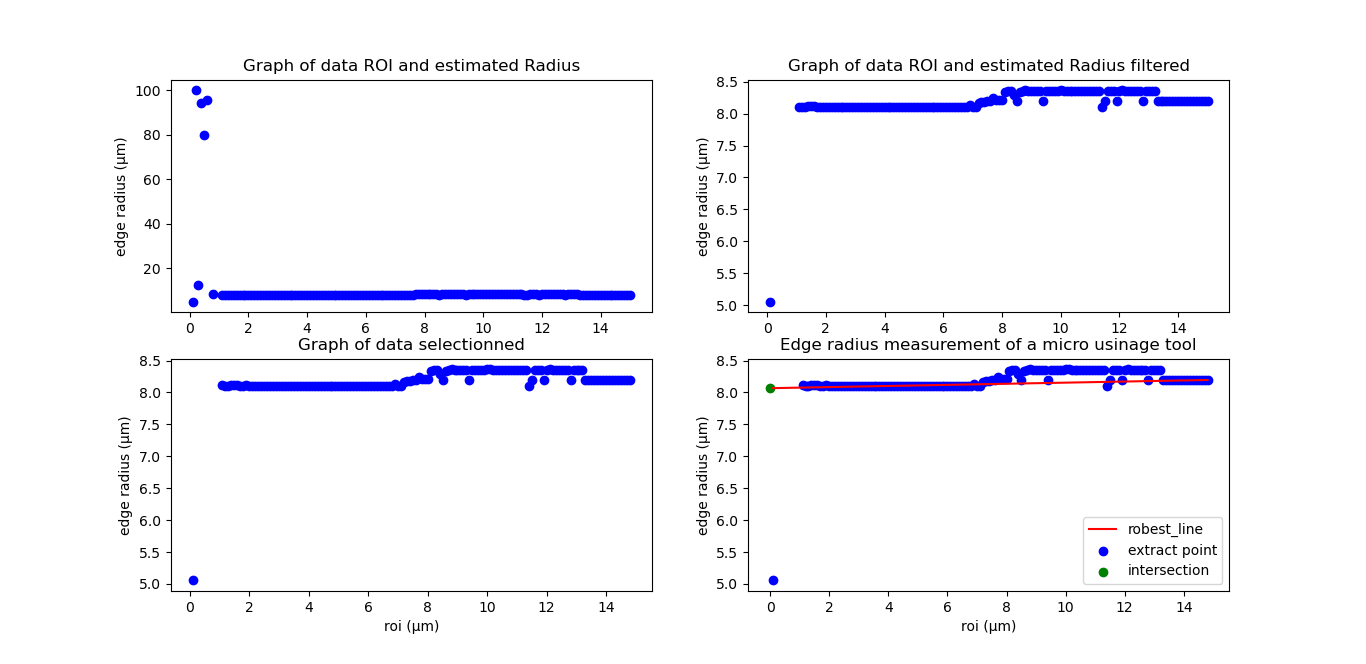 Graph of data ROI and estimated Radius
100
80
60
40
20
edge radius (µm)
0 2 4 6 8 10 12 14
Graph of data ROI and estimated Radius filtered
8.5
8.0
7.5
7.0
6.5
6.0
5.5
5.0
edge radius (µm)
0 2 4 6 8 10 12 14
Graph of data selectionned
8.5
8.0
7.5
7.0
6.5
6.0
5.5
5.0
edge radius (µm)
0 2 4 6 8 10 12 14
roi (µm)
Edge radius measurement of a micro usinage tool
8.5
8.0
7.5
7.0
6.5
6.0
5.5
5.0
edge radius (µm)
robest_line
extract point
intersection
0 2 4 6 8 10 12 14
roi (µm)